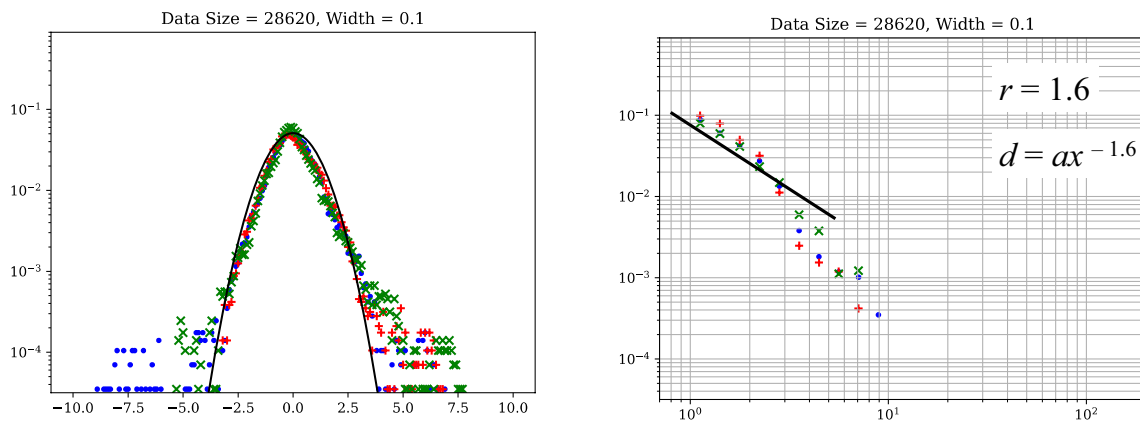 Data Size = 28620, Width = 0.1
10⁻¹
10⁻²
10⁻³
10⁻⁴
−10.0 −7.5 −5.0 −2.5 0.0 2.5 5.0 7.5 10.0
Data Size = 28620, Width = 0.1
r = 1.6
d = ax⁻¹·⁶
10⁻¹
10⁻²
10⁻³
10⁻⁴
10⁰ 10¹ 10²